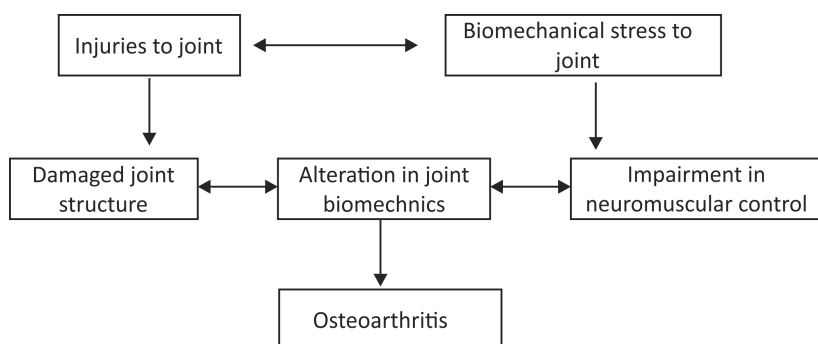 Injuries to joint
Biomechanical stress to
joint
Damaged joint
structure
Alteration in joint
biomechnics
Impairment in
neuromuscular control
Osteoarthritis